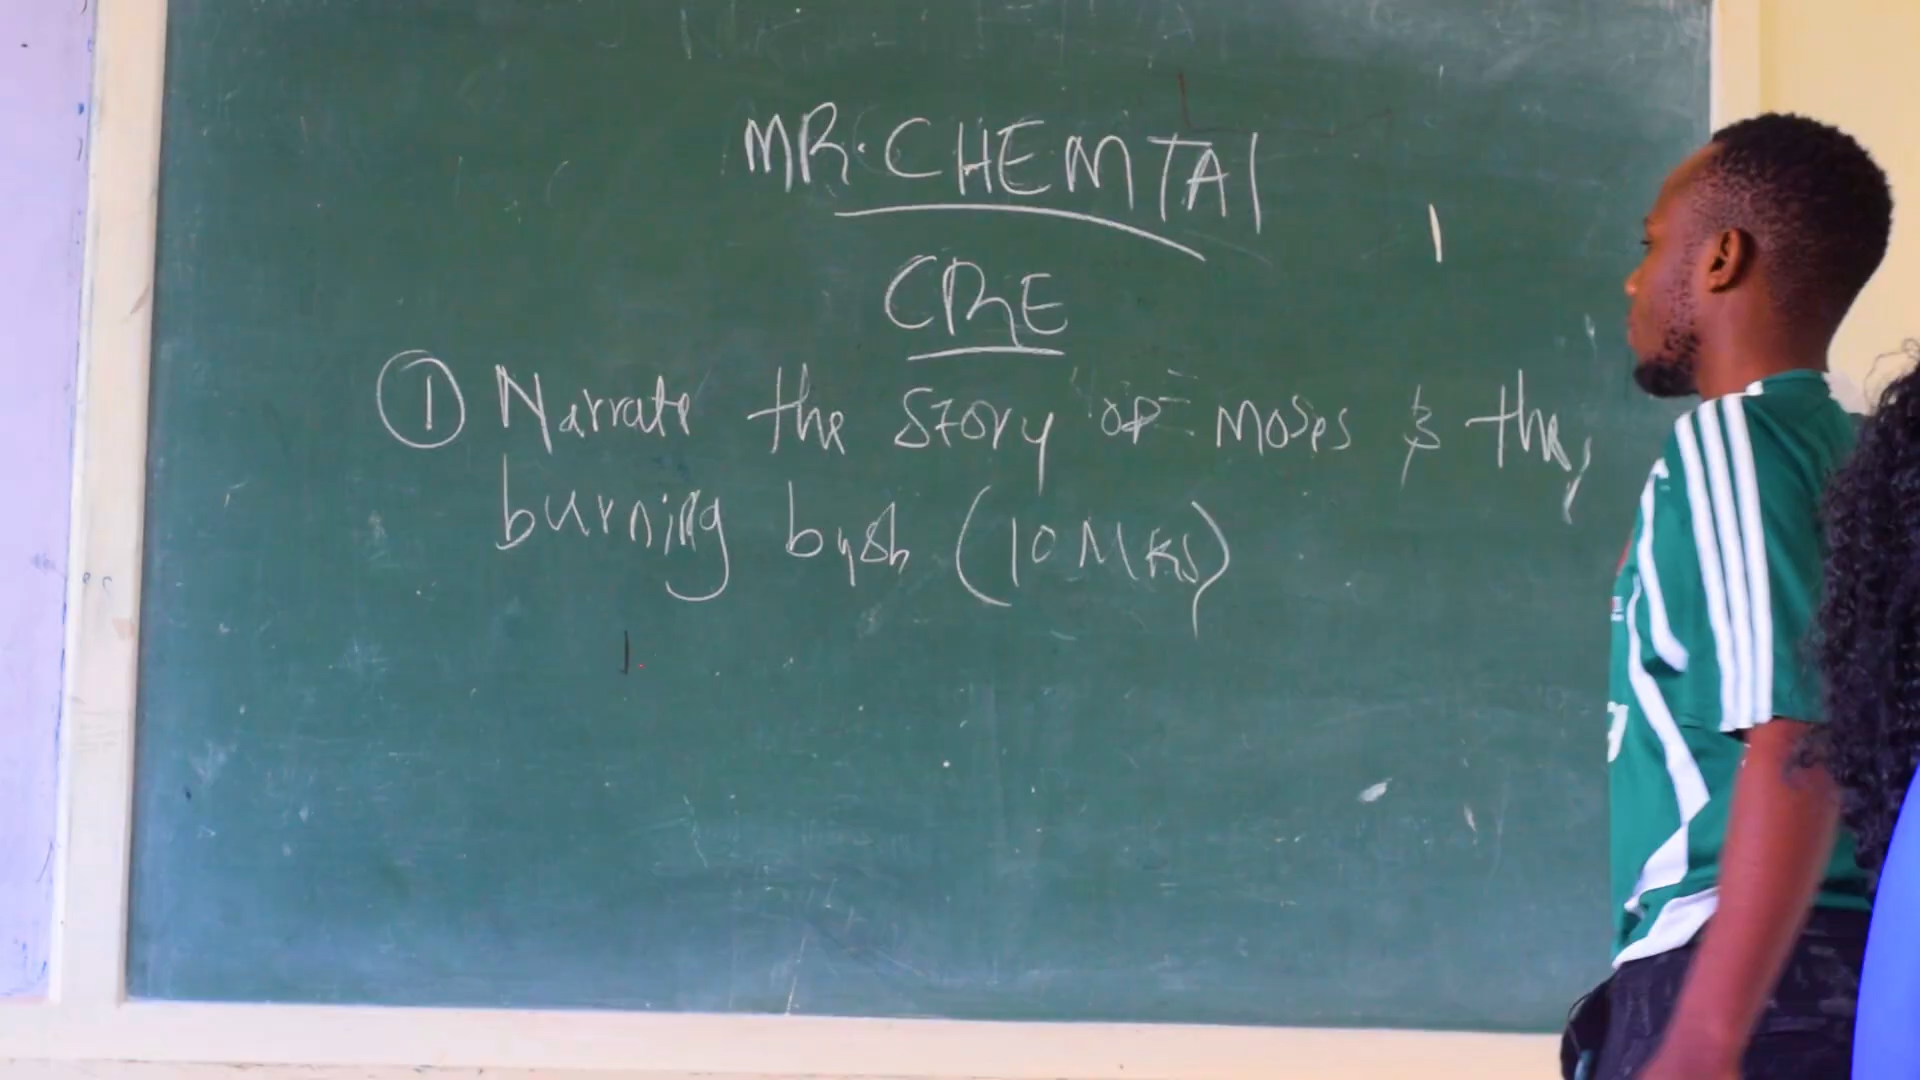 MR. CHEMTAI
CRE
① Narrate the story of Moses & the,
burning bush (10 Mks)